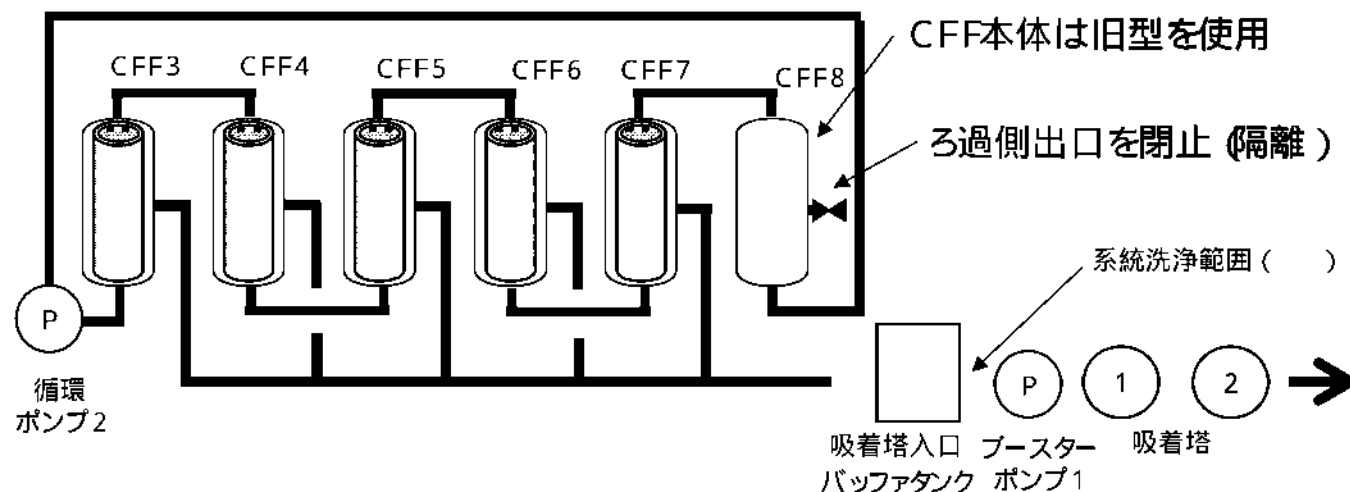 CFF本体は旧型を使用
CFF3
CFF4
CFF5
CFF6
CFF7
CFF8
ろ過側出口を閉止（隔離）
系統洗浄範囲（　　）
P
循環
ポンプ2
P
1
2
吸着塔入口
バッファタンク
ブースター
ポンプ1
吸着塔